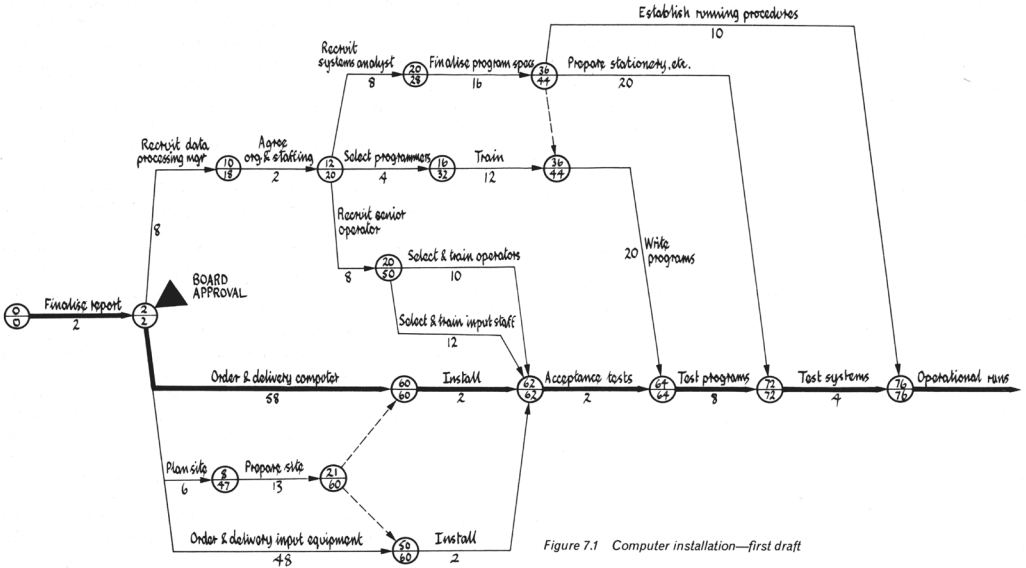 Establish running procedures
10
Recruit
systems analyst
8
20
28
Finalise program specs
16
36
44
Prepare stationery, etc.
20
Recruit data
processing mgr
8
10
18
Agree
org. & staffing
2
12
20
Select programmers
4
16
32
Train
12
36
44
Recruit senior
operator
8
20
50
Select & train operators
10
Write
programs
20
Select & train input staff
12
0
0
Finalise report
2
2
2
BOARD
APPROVAL
Order & delivery computer
58
60
60
Install
2
62
62
Acceptance tests
2
64
64
Test programs
8
72
72
Test systems
4
76
76
Operational runs
Plan site
6
8
47
Prepare site
13
21
60
Order & delivery input equipment
48
50
60
Install
2
Figure 7.1 Computer installation—first draft